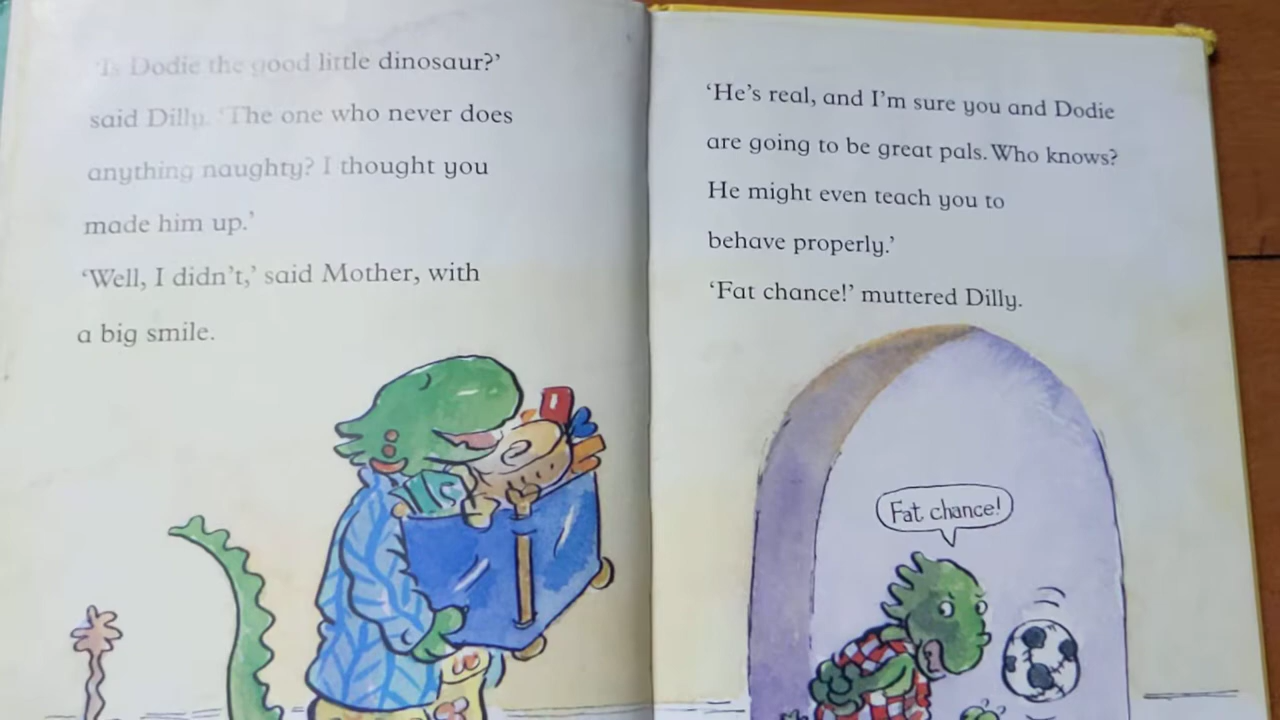 ‘Is Dodie the good little dinosaur?’
said Dilly. ‘The one who never does
anything naughty? I thought you
made him up.’
‘Well, I didn’t,’ said Mother, with
a big smile.
‘He’s real, and I’m sure you and Dodie
are going to be great pals. Who knows?
He might even teach you to
behave properly.’
‘Fat chance!’ muttered Dilly.
Fat chance!